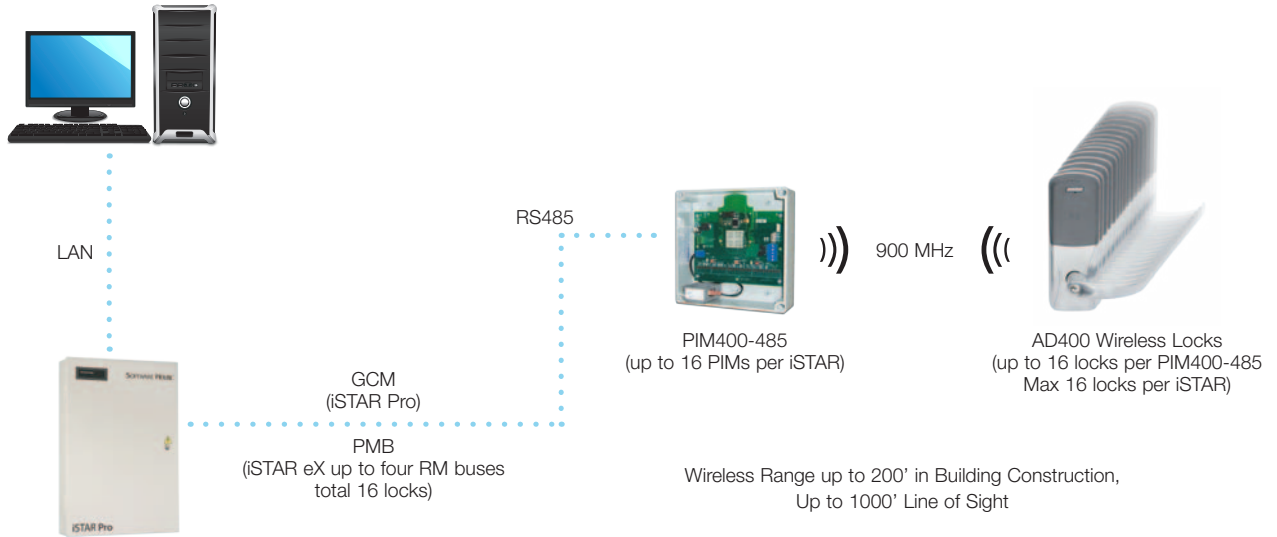 LAN
RS485
900 MHz
PIM400-485
(up to 16 PIMs per iSTAR)
AD400 Wireless Locks
(up to 16 locks per PIM400-485
Max 16 locks per iSTAR)
SOFTWARE HOUSE
GCM
(iSTAR Pro)
PMB
(iSTAR eX up to four RM buses
total 16 locks)
Wireless Range up to 200’ in Building Construction,
Up to 1000’ Line of Sight
iSTAR Pro